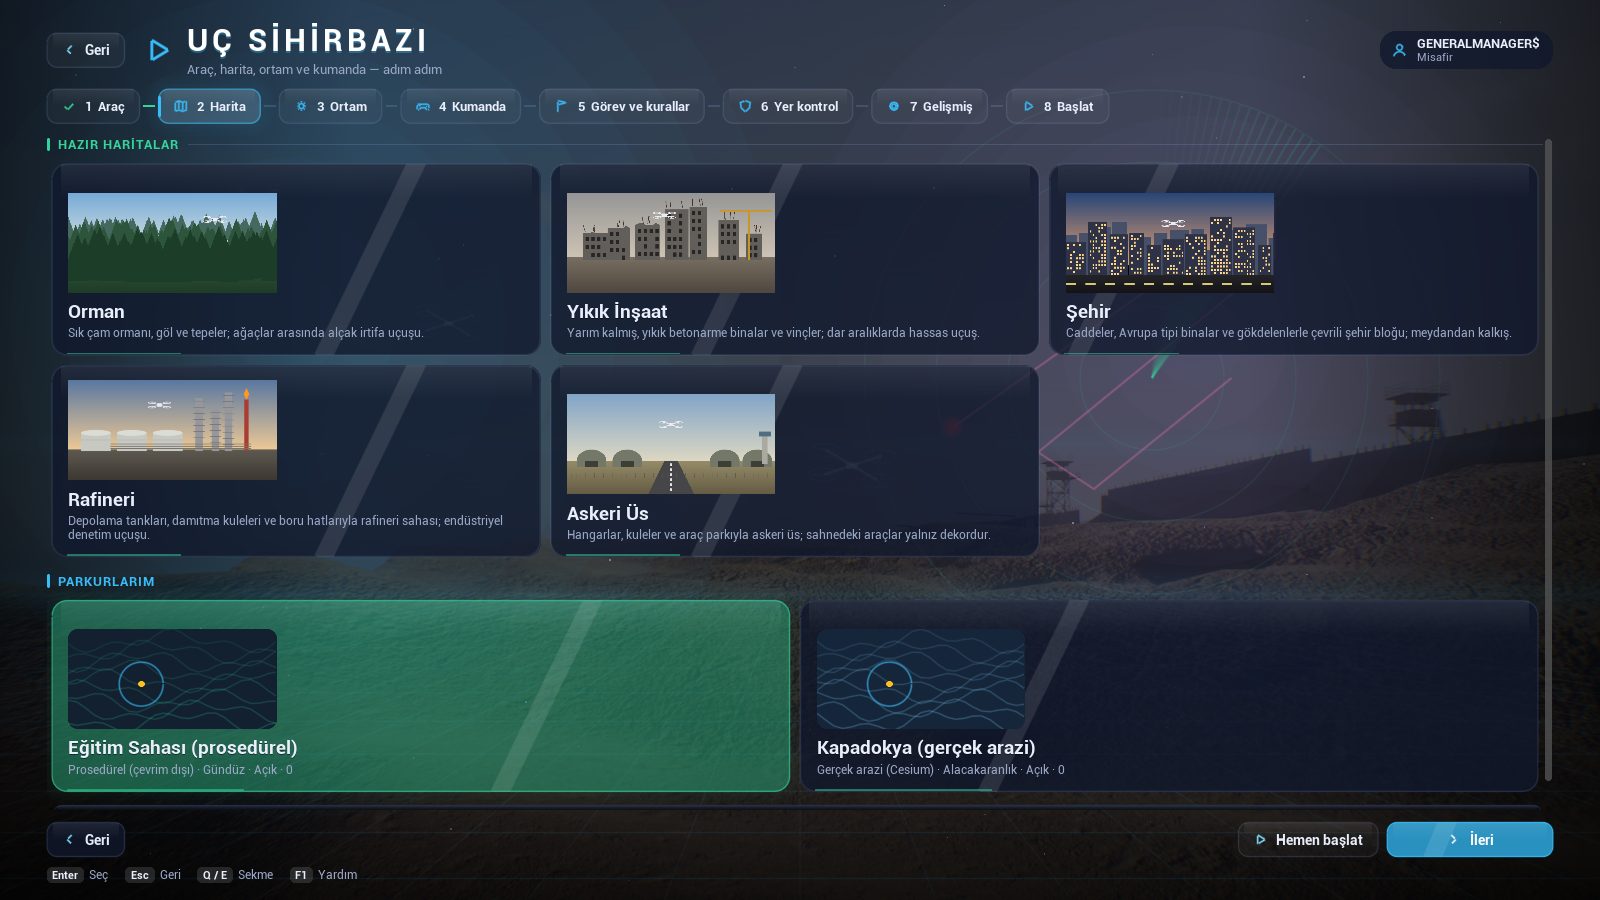 Geri
UÇ SİHİRBAZI
Araç, harita, ortam ve kumanda — adım adım
GENERALMANAGER$
Misafir
1 Araç
2 Harita
3 Ortam
4 Kumanda
5 Görev ve kurallar
6 Yer kontrol
7 Gelişmiş
8 Başlat
HAZIR HARİTALAR
Orman
Sık çam ormanı, göl ve tepeler; ağaçlar arasında alçak irtifa uçuşu.
Yıkık İnşaat
Yarım kalmış, yıkık betonarme binalar ve vinçler; dar aralıklarda hassas uçuş.
Şehir
Caddeler, Avrupa tipi binalar ve gökdelenlerle çevrili şehir bloğu; meydandan kalkış.
Rafineri
Depolama tankları, damıtma kuleleri ve boru hatlarıyla rafineri sahası; endüstriyel
denetim uçuşu.
Askeri Üs
Hangarlar, kuleler ve araç parkıyla askeri üs; sahnedeki araçlar yalnız dekordur.
PARKURLARIM
Eğitim Sahası (prosedürel)
Prosedürel (çevrim dışı) · Gündüz · Açık · 0
Kapadokya (gerçek arazi)
Gerçek arazi (Cesium) · Alacakaranlık · Açık · 0
Geri
Hemen başlat
İleri
Enter Seç
Esc Geri
Q / E Sekme
F1 Yardım